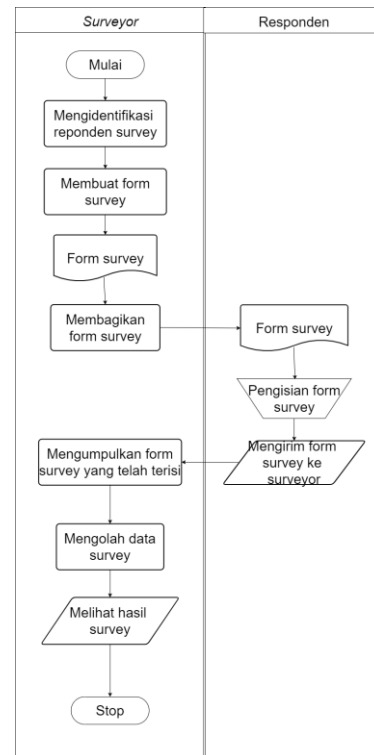 Surveyor
Responden
Mulai
Mengidentifikasi
reponden survey
Membuat form
survey
Form survey
Membagikan
form survey
Form survey
Pengisian form
survey
Mengirim form
survey ke
surveyor
Mengumpulkan form
survey yang telah terisi
Mengolah data
survey
Melihat hasil
survey
Stop